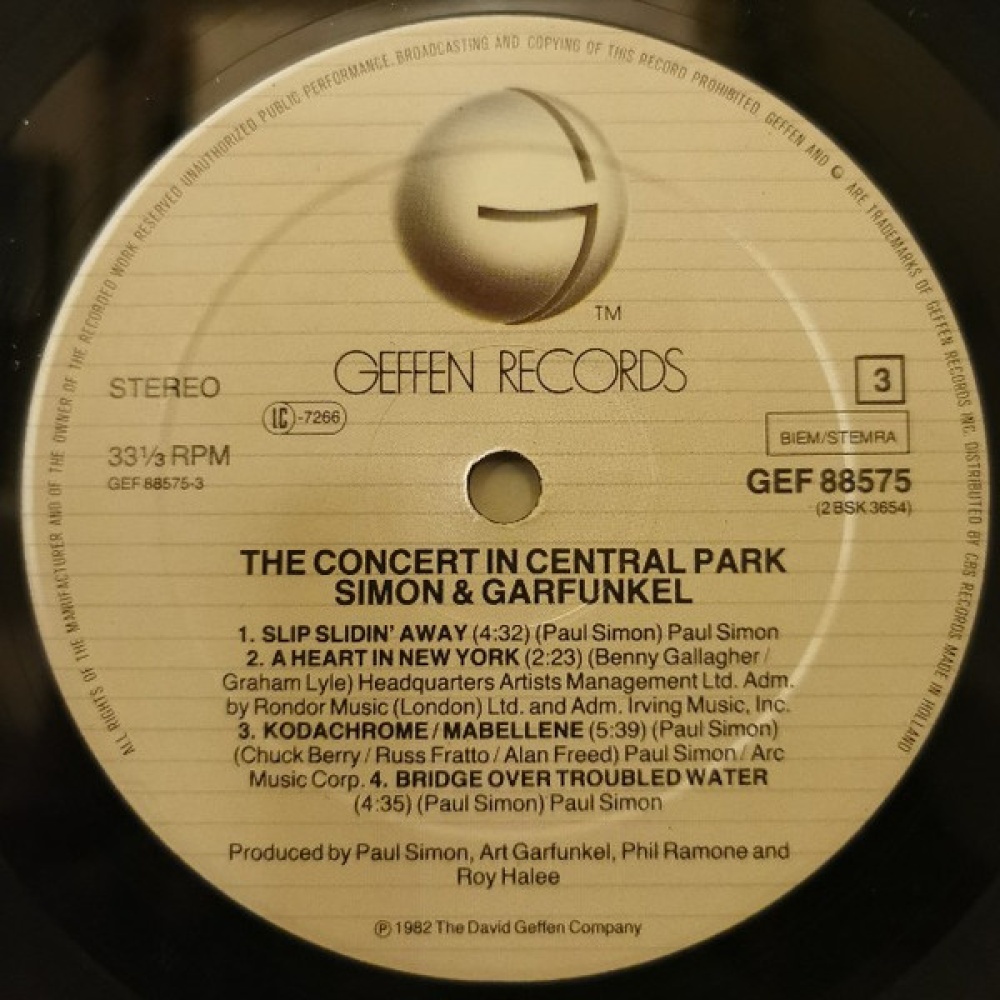 ALL RIGHTS OF THE MANUFACTURER AND OF THE OWNER OF THE RECORDED WORK RESERVED UNAUTHORIZED PUBLIC PERFORMANCE. BROADCASTING AND COPYING OF THIS RECORD PROHIBITED. GEFFEN AND G ARE TRADEMARKS OF GEFFEN RECORDS INC. DISTRIBUTED BY CBS RECORDS MADE IN HOLLAND
TM
GEFFEN RECORDS
STEREO
3
LC-7266
BIEM/STEMRA
33⅓ RPM
GEF 88575-3
GEF 88575
(2 BSK 3654)
THE CONCERT IN CENTRAL PARK
SIMON & GARFUNKEL
1. SLIP SLIDIN' AWAY (4:32) (Paul Simon) Paul Simon
2. A HEART IN NEW YORK (2:23) (Benny Gallagher /
Graham Lyle) Headquarters Artists Management Ltd. Adm.
by Rondor Music (London) Ltd. and Adm. Irving Music, Inc.
3. KODACHROME / MABELLENE (5:39) (Paul Simon)
(Chuck Berry / Russ Fratto / Alan Freed) Paul Simon / Arc
Music Corp. 4. BRIDGE OVER TROUBLED WATER
(4:35) (Paul Simon) Paul Simon
Produced by Paul Simon, Art Garfunkel, Phil Ramone and
Roy Halee
℗ 1982 The David Geffen Company